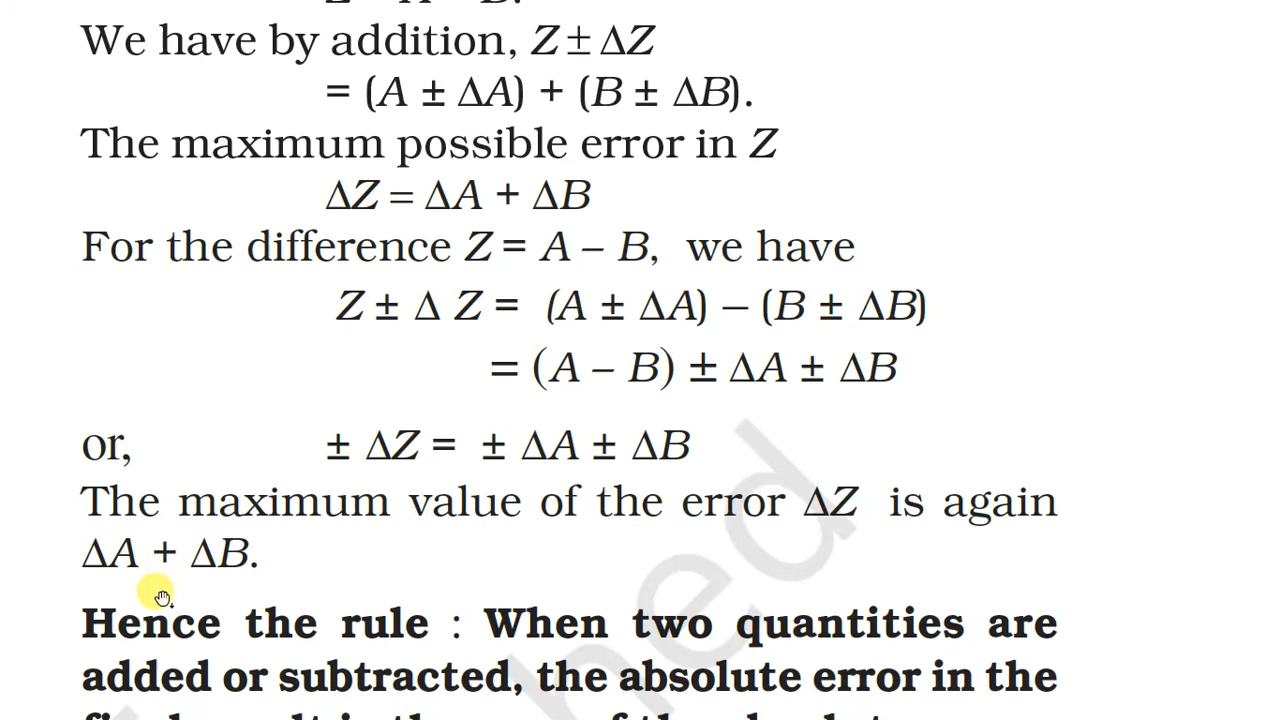 We have by addition, Z ± ΔZ
= (A ± ΔA) + (B ± ΔB).
The maximum possible error in Z
ΔZ = ΔA + ΔB
For the difference Z = A – B, we have
Z ± Δ Z = (A ± ΔA) – (B ± ΔB)
= (A – B) ± ΔA ± ΔB
or, ± ΔZ = ± ΔA ± ΔB
The maximum value of the error ΔZ is again
ΔA + ΔB.
Hence the rule : When two quantities are
added or subtracted, the absolute error in the